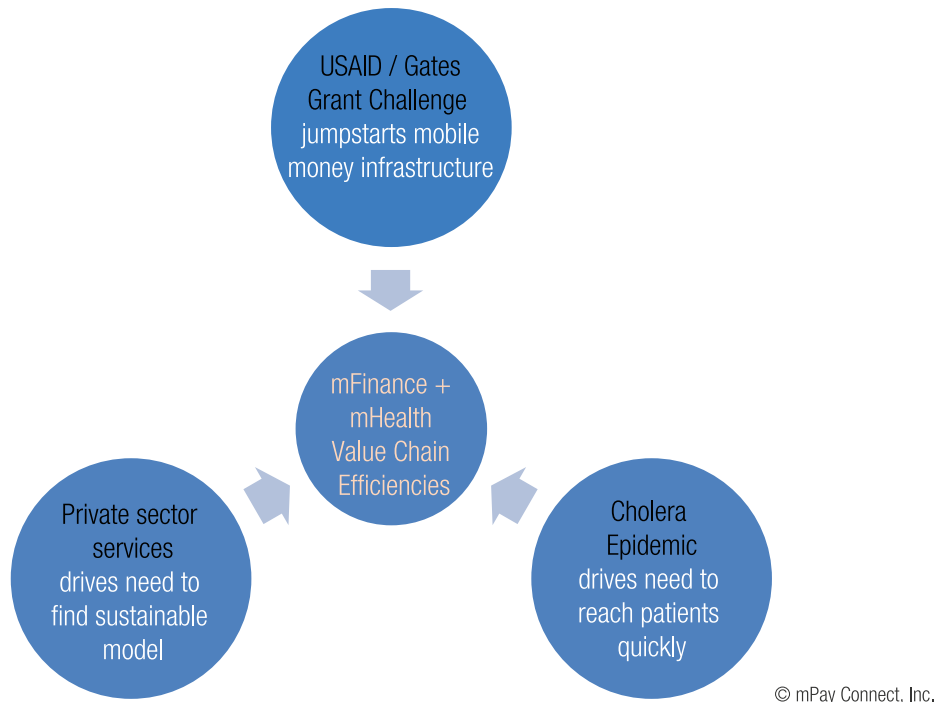 USAID / Gates
Grant Challenge
jumpstarts mobile
money infrastructure
mFinance +
mHealth
Value Chain
Efficiencies
Private sector
services
drives need to
find sustainable
model
Cholera
Epidemic
drives need to
reach patients
quickly
© mPay Connect, Inc.